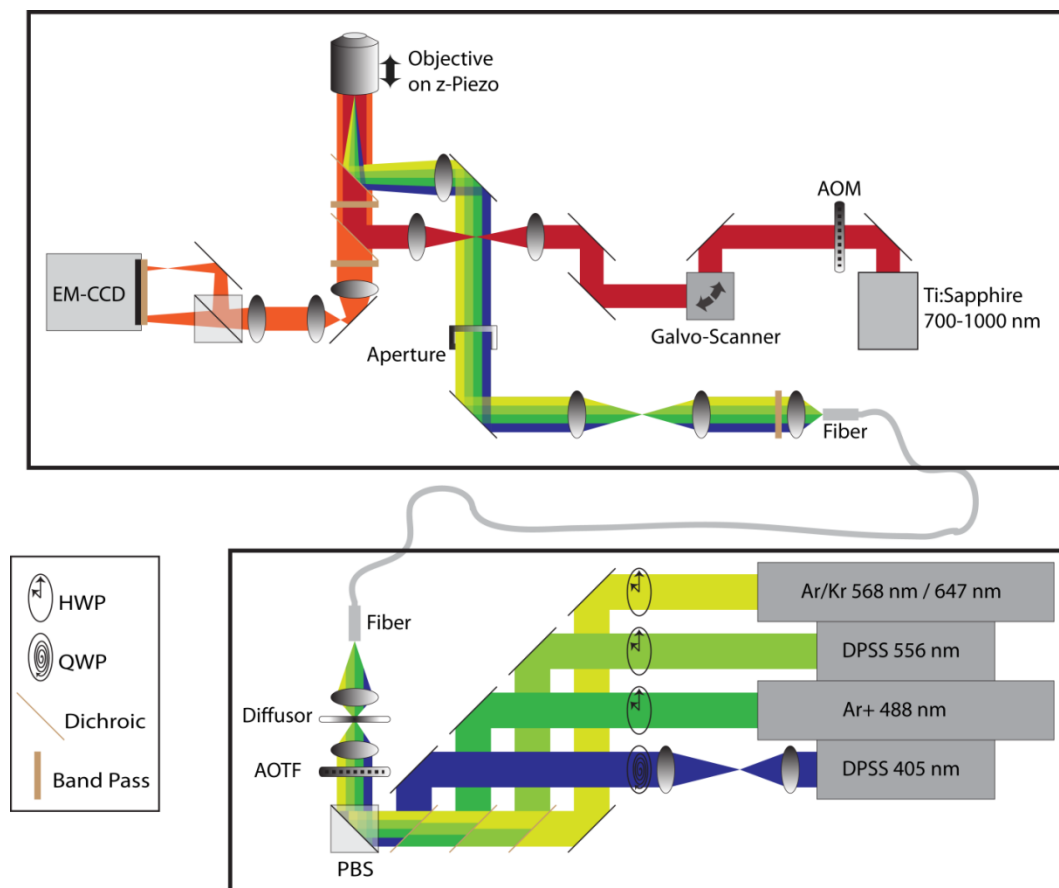 Objective
on z-Piezo
AOM
EM-CCD
Ti:Sapphire
700-1000 nm
Galvo-Scanner
Aperture
Fiber
HWP
QWP
Dichroic
Band Pass
Fiber
Diffusor
AOTF
PBS
Ar/Kr 568 nm / 647 nm
DPSS 556 nm
Ar+ 488 nm
DPSS 405 nm